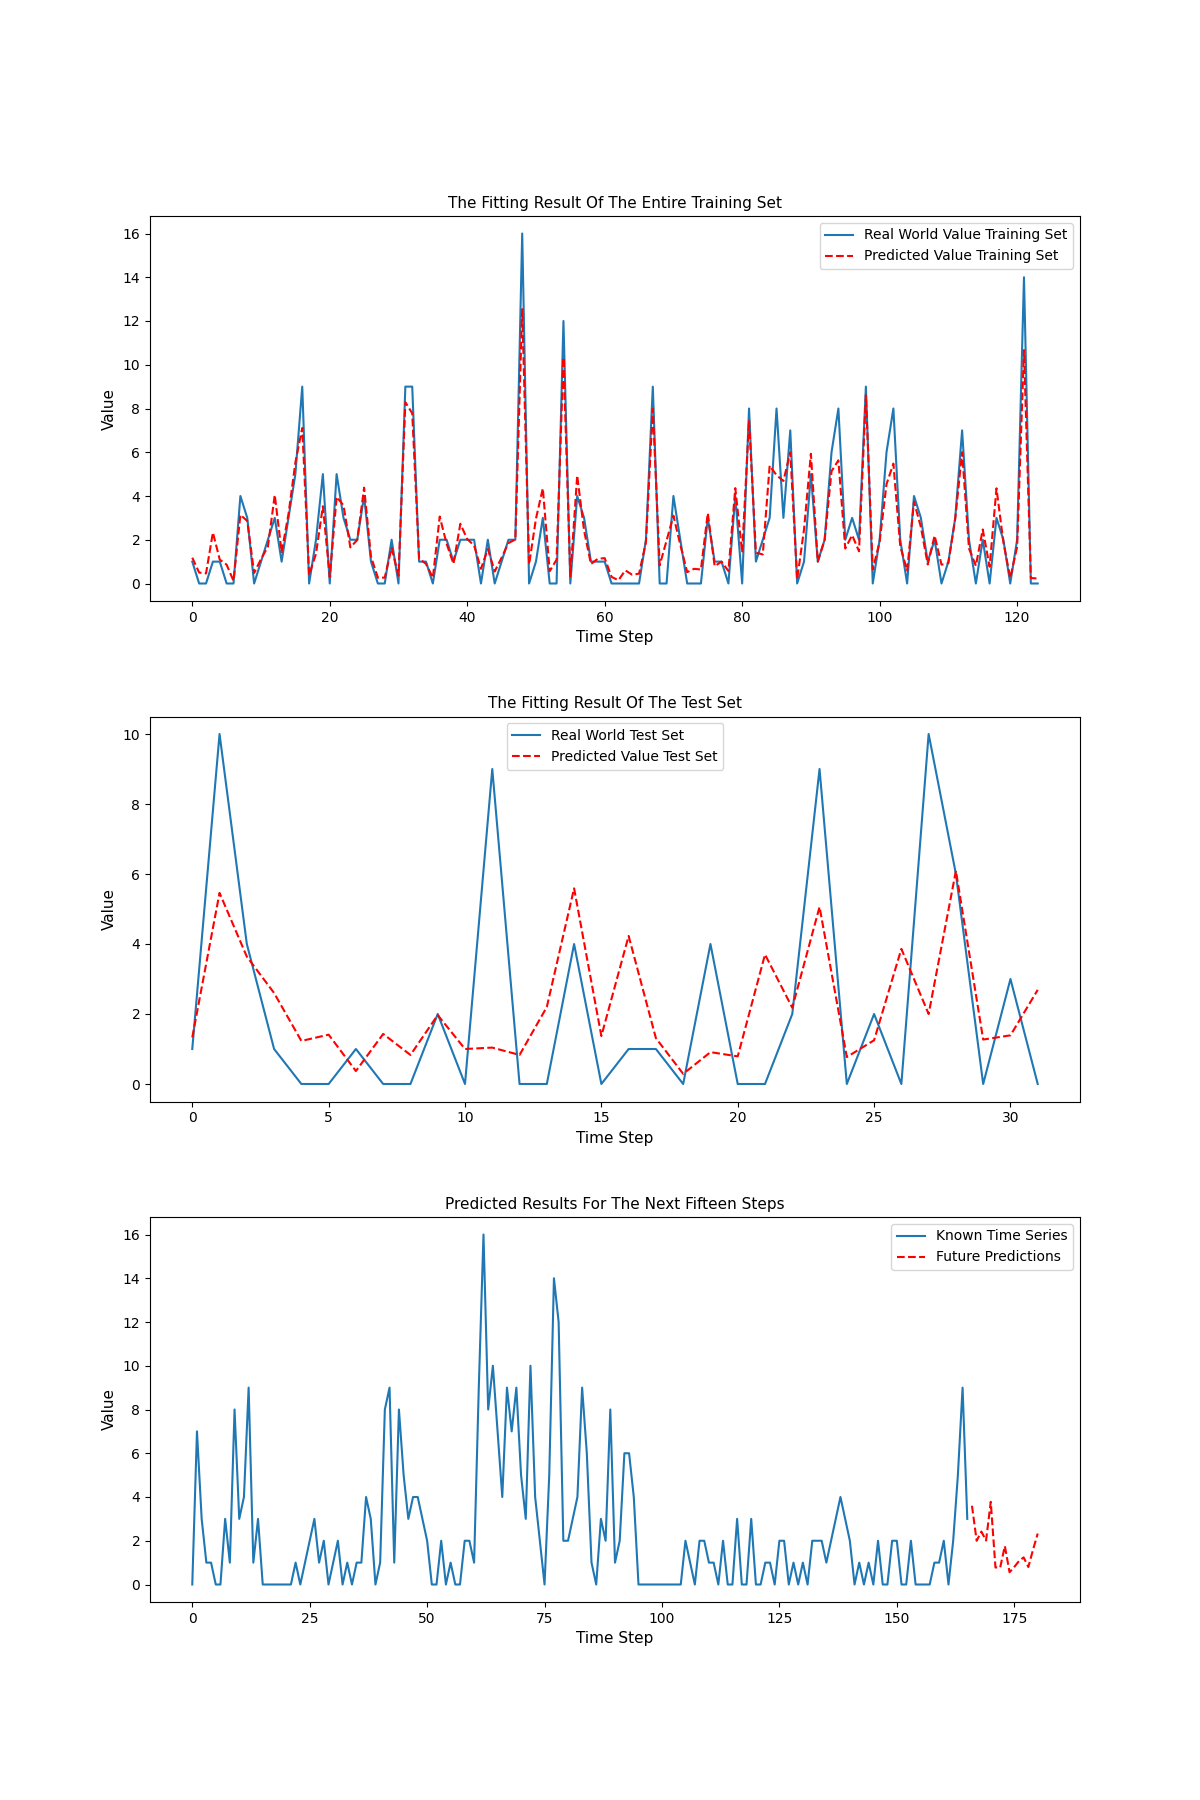 The Fitting Result Of The Entire Training Set
16
14
12
10
8
6
4
2
0
Value
Real World Value Training Set
Predicted Value Training Set
0 20 40 60 80 100 120
Time Step
The Fitting Result Of The Test Set
10
8
6
4
2
0
Value
Real World Test Set
Predicted Value Test Set
0 5 10 15 20 25 30
Time Step
Predicted Results For The Next Fifteen Steps
16
14
12
10
8
6
4
2
0
Value
Known Time Series
Future Predictions
0 25 50 75 100 125 150 175
Time Step